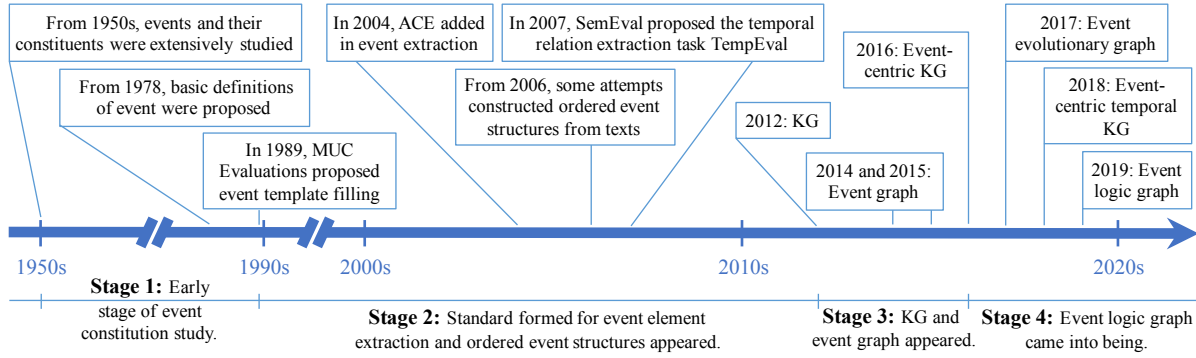 From 1950s, events and their
constituents were extensively studied
From 1978, basic definitions
of event were proposed
In 1989, MUC
Evaluations proposed
event template filling
In 2004, ACE added
in event extraction
In 2007, SemEval proposed the temporal
relation extraction task TempEval
From 2006, some attempts
constructed ordered event
structures from texts
2012: KG
2014 and 2015:
Event graph
2016: Event-
centric KG
2017: Event
evolutionary graph
2018: Event-
centric temporal
KG
2019: Event
logic graph
1950s
1990s
2000s
2010s
2020s
Stage 1: Early
stage of event
constitution study.
Stage 2: Standard formed for event element
extraction and ordered event structures appeared.
Stage 3: KG and
event graph appeared.
Stage 4: Event logic graph
came into being.